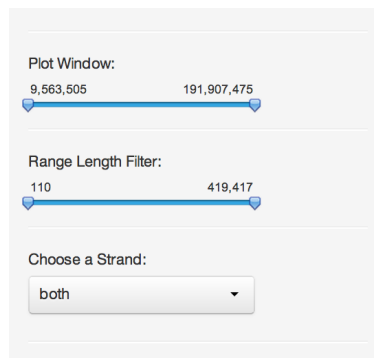 Plot Window:
9,563,505 191,907,475
Range Length Filter:
110 419,417
Choose a Strand:
both